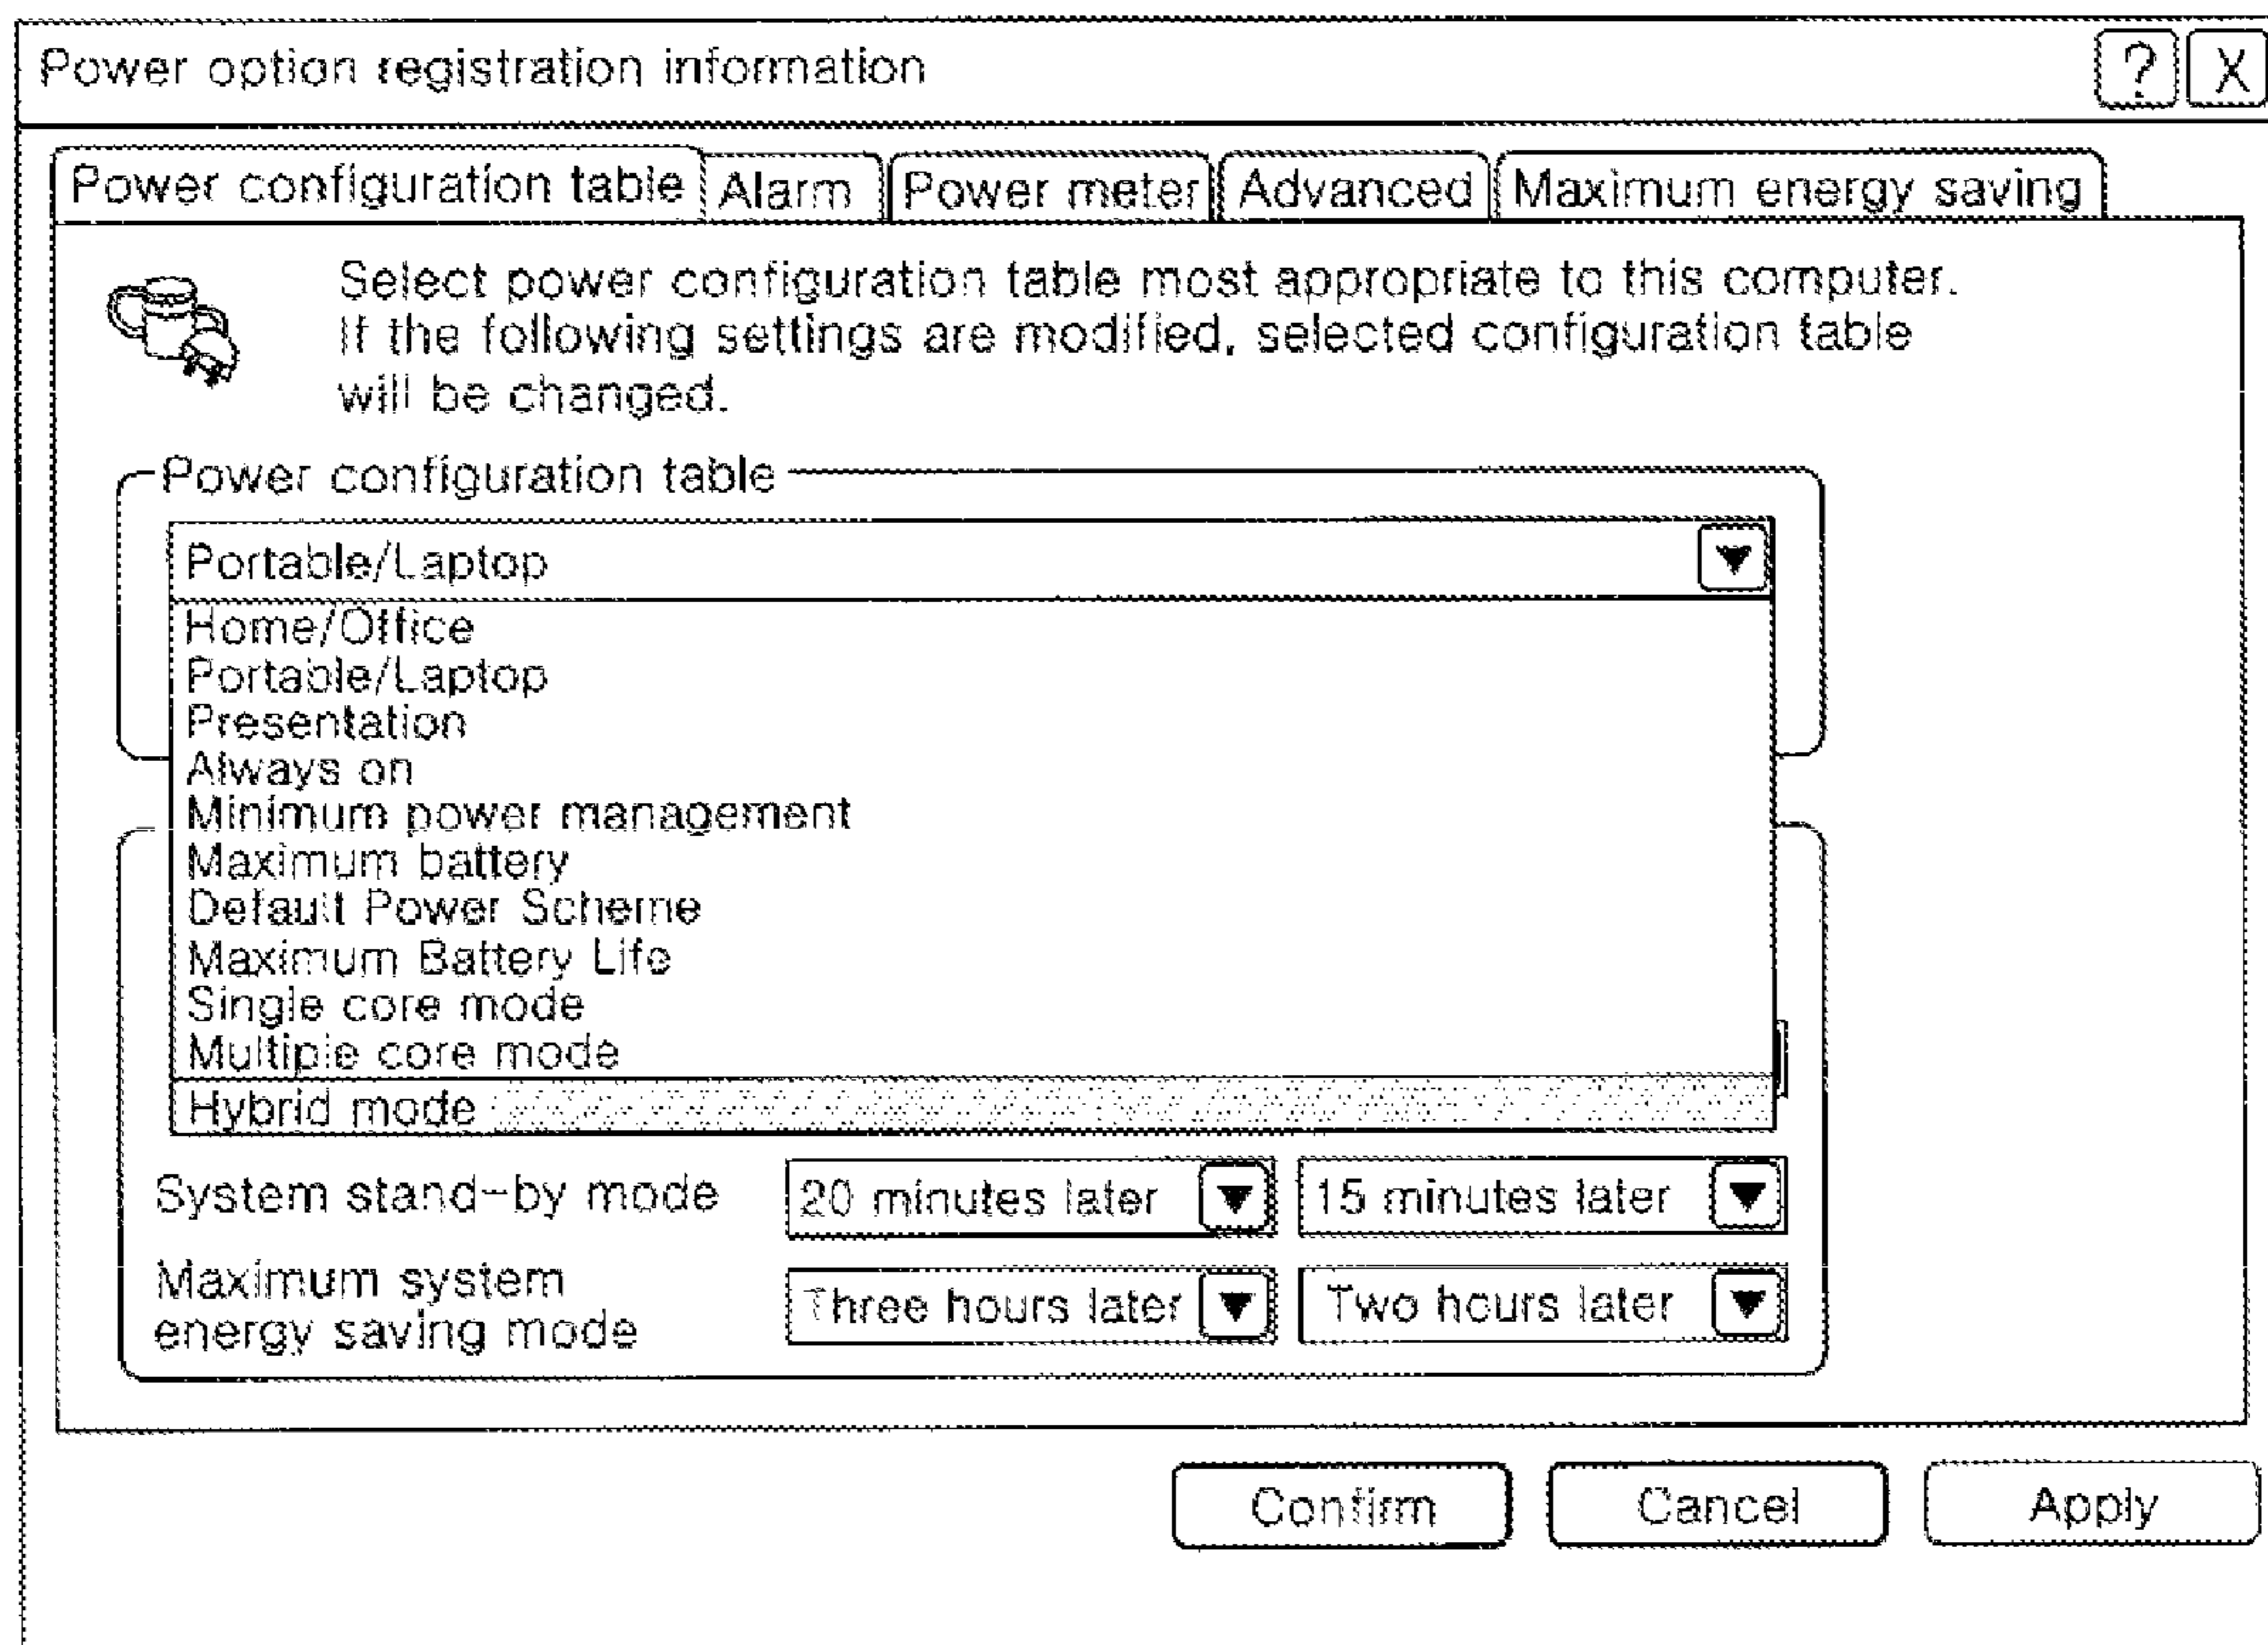 Power option registration information ? X
Power configuration table Alarm Power meter Advanced Maximum energy saving
Select power configuration table most appropriate to this computer.
If the following settings are modified, selected configuration table
will be changed.
Power configuration table
Portable/Laptop
Home/Office
Portable/Laptop
Presentation
Always on
Minimum power management
Maximum battery
Default Power Scheme
Maximum Battery Life
Single core mode
Multiple core mode
Hybrid mode
System stand-by mode 20 minutes later 15 minutes later
Maximum system
energy saving mode Three hours later Two hours later
Confirm Cancel Apply